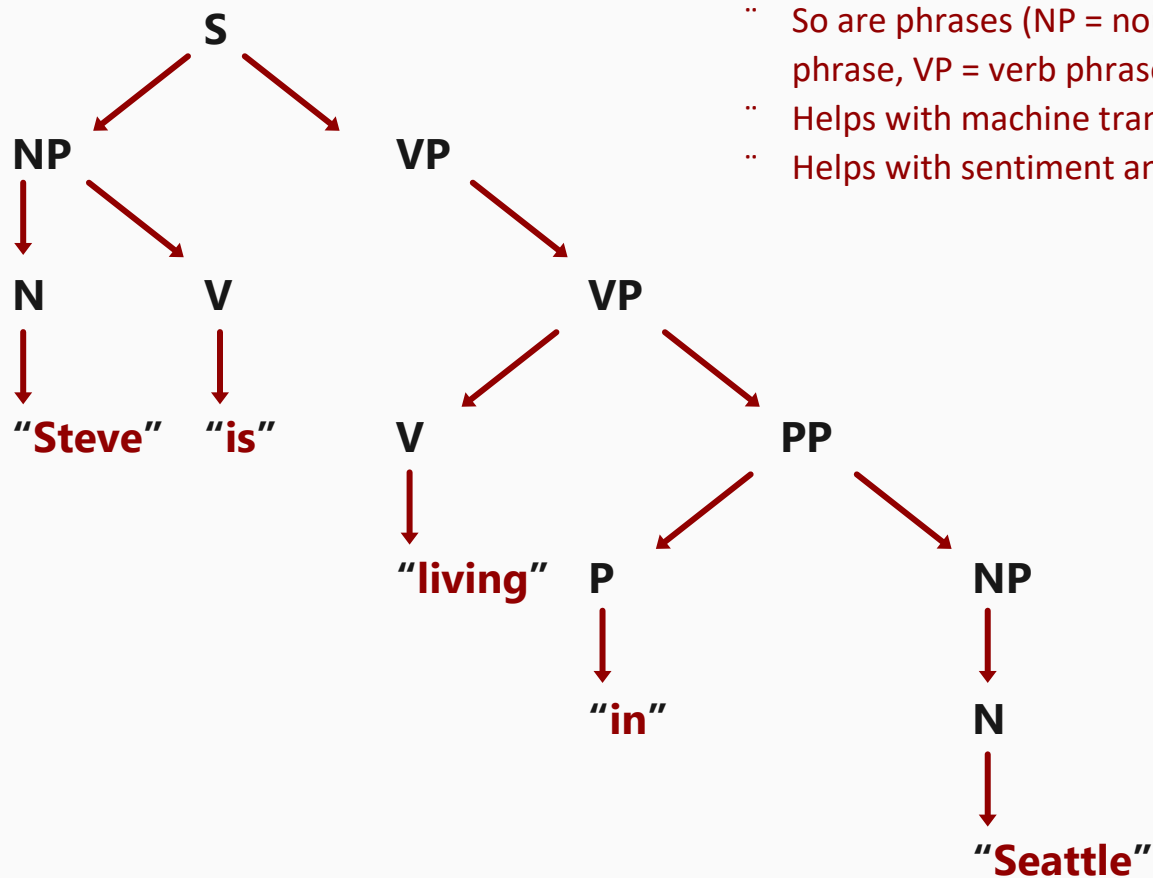 S
¨ So are phrases (NP = no
phrase, VP = verb phrase
¨ Helps with machine tran
¨ Helps with sentiment an
NP VP
N V VP
“Steve” “is” V PP
“living” P NP
“in” N
“Seattle”